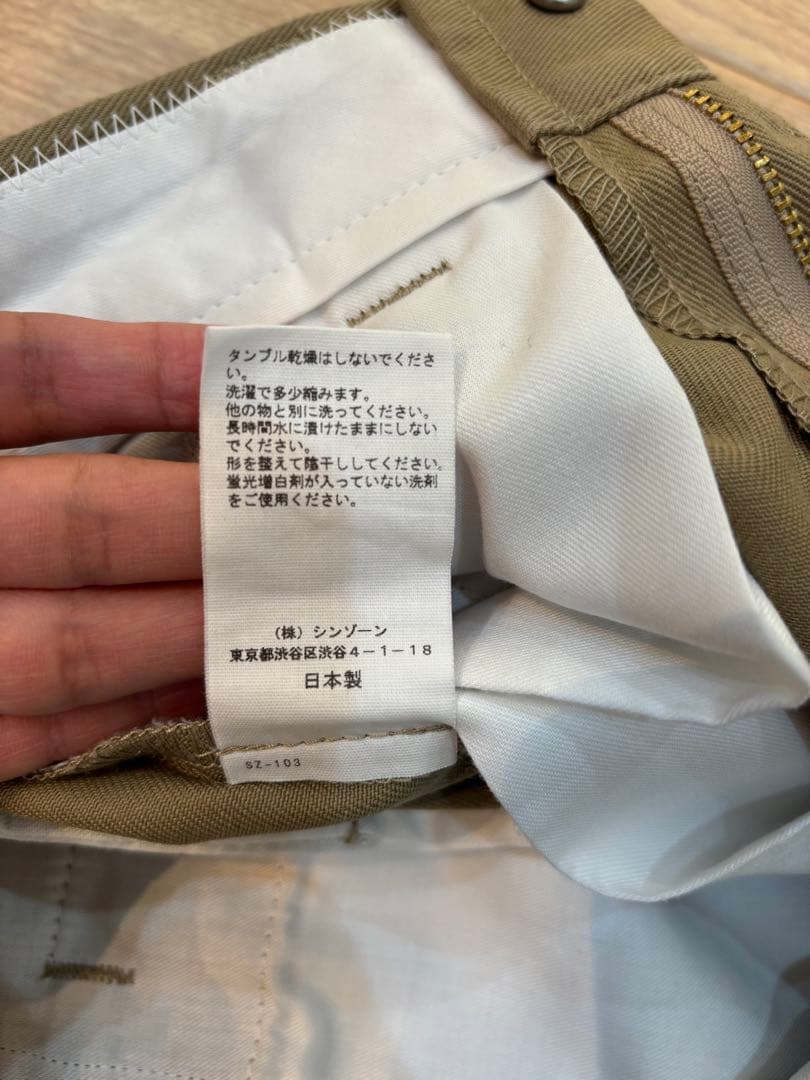 タンブル乾燥はしないでくださ
い。
洗濯で多少縮みます。
他の物と別に洗ってください。
長時間水に漬けたままにしない
でください。
形を整えて陰干ししてください。
蛍光増白剤が入っていない洗剤
をご使用ください。
（株）シンゾーン
東京都渋谷区渋谷４－１－１８
日本製
SZ-103